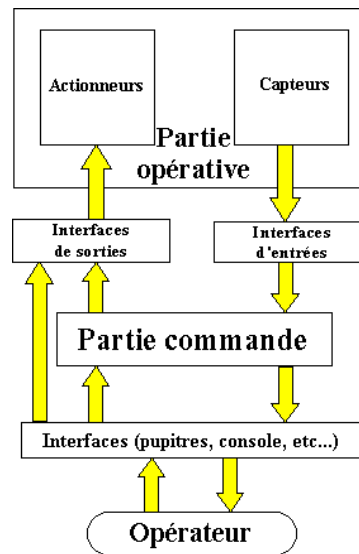 Actionneurs
Capteurs
Partie
opérative
Interfaces
de sorties
Interfaces
d'entrées
Partie commande
Interfaces (pupitres, console, etc...)
Opérateur